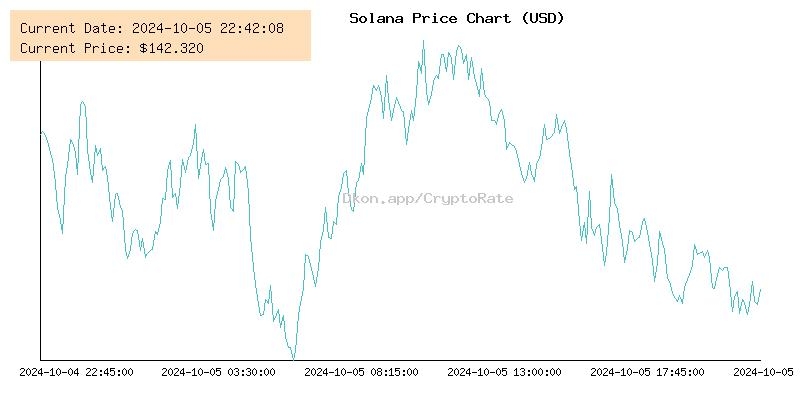 Solana Price Chart (USD)
Current Date: 2024-10-05 22:42:08
Current Price: $142.320
Dkon.app/CryptoRate
2024-10-04 22:45:00 2024-10-05 03:30:00 2024-10-05 08:15:00 2024-10-05 13:00:00 2024-10-05 17:45:00 2024-10-05